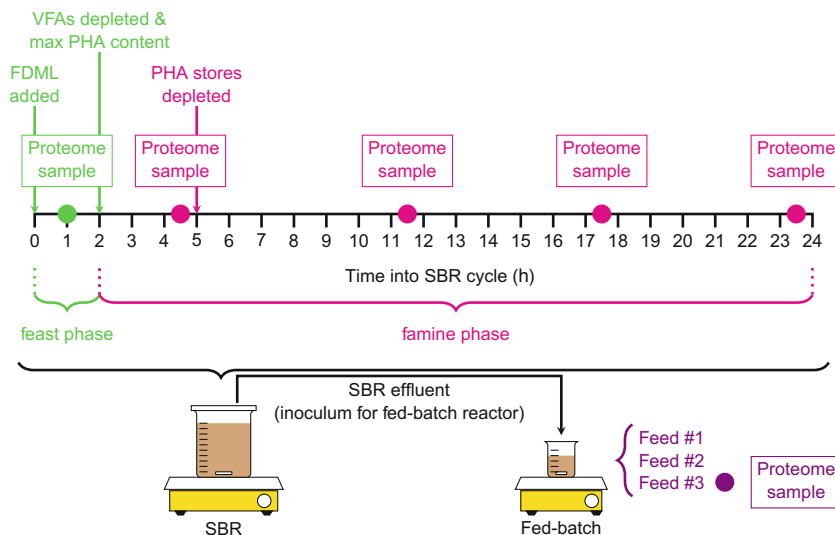 VFAs depleted &
max PHA content
FDML
added
PHA stores
depleted
Proteome
sample
Proteome
sample
Proteome
sample
Proteome
sample
Proteome
sample
0 1 2 3 4 5 6 7 8 9 10 11 12 13 14 15 16 17 18 19 20 21 22 23 24
Time into SBR cycle (h)
feast phase
famine phase
SBR effluent
(inoculum for fed-batch reactor)
Feed #1
Feed #2
Feed #3
Proteome
sample
SBR
Fed-batch